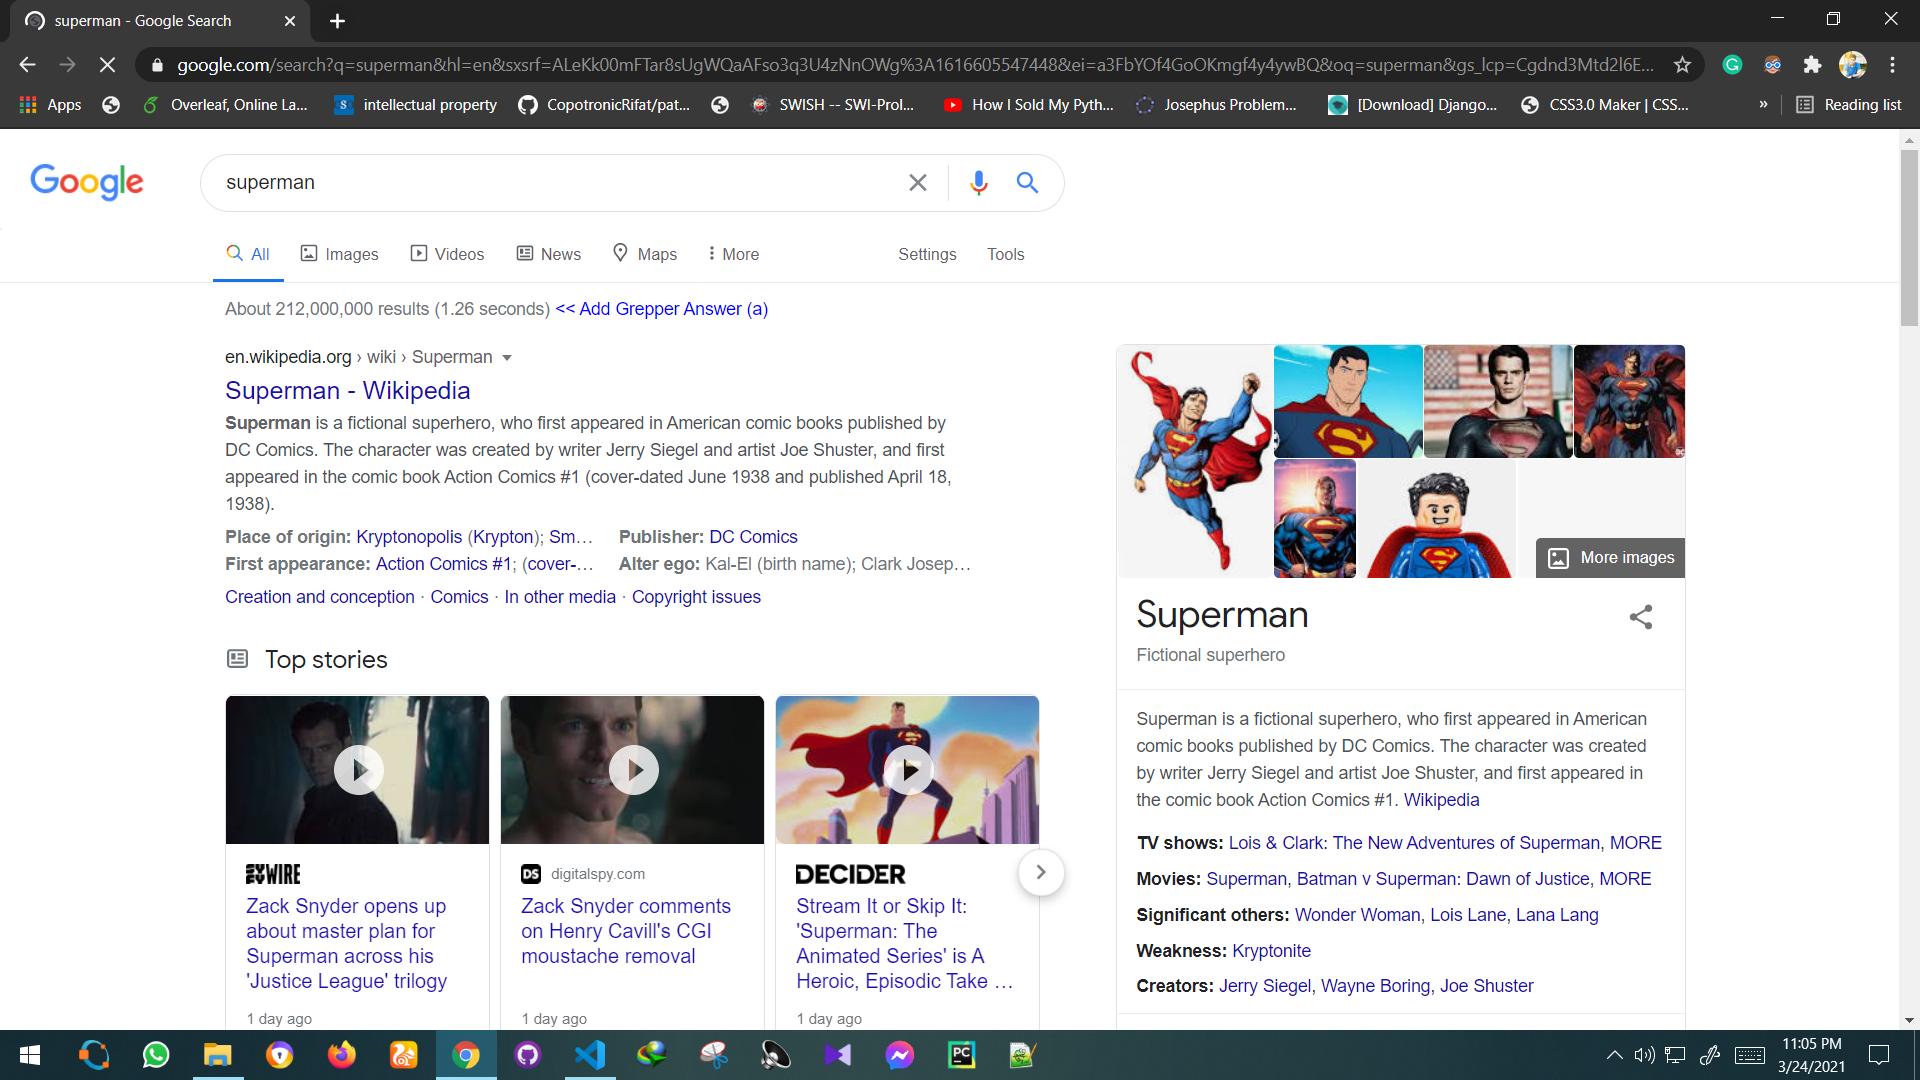 superman - Google Search
google.com/search?q=superman&hl=en&sxsrf=ALeKk00mFTar8sUgWQaAFso3q3U4zNnOWg%3A1616605547448&ei=a3FbYOf4GoOKmgf4y4ywBQ&oq=superman&gs_lcp=Cgdnd3Mtd2l6E...
Apps
Overleaf, Online La...
intellectual property
CopotronicRifat/pat...
SWISH -- SWI-Prol...
How I Sold My Pyth...
Josephus Problem...
[Download] Django...
CSS3.0 Maker | CSS...
»
Reading list
Google
superman
All
Images
Videos
News
Maps
More
Settings
Tools
About 212,000,000 results (1.26 seconds) << Add Grepper Answer (a)
en.wikipedia.org › wiki › Superman
Superman - Wikipedia
Superman is a fictional superhero, who first appeared in American comic books published by
DC Comics. The character was created by writer Jerry Siegel and artist Joe Shuster, and first
appeared in the comic book Action Comics #1 (cover-dated June 1938 and published April 18,
1938).
Place of origin: Kryptonopolis (Krypton); Sm... Publisher: DC Comics
First appearance: Action Comics #1; (cover-... Alter ego: Kal-El (birth name); Clark Josep...
Creation and conception · Comics · In other media · Copyright issues
Top stories
SYFY WIRE
Zack Snyder opens up
about master plan for
Superman across his
'Justice League' trilogy
1 day ago
DS digitalspy.com
Zack Snyder comments
on Henry Cavill's CGI
moustache removal
1 day ago
DECIDER
Stream It or Skip It:
'Superman: The
Animated Series' is A
Heroic, Episodic Take ...
1 day ago
More images
Superman
Fictional superhero
Superman is a fictional superhero, who first appeared in American
comic books published by DC Comics. The character was created
by writer Jerry Siegel and artist Joe Shuster, and first appeared in
the comic book Action Comics #1. Wikipedia
TV shows: Lois & Clark: The New Adventures of Superman, MORE
Movies: Superman, Batman v Superman: Dawn of Justice, MORE
Significant others: Wonder Woman, Lois Lane, Lana Lang
Weakness: Kryptonite
Creators: Jerry Siegel, Wayne Boring, Joe Shuster
PC
11:05 PM
3/24/2021